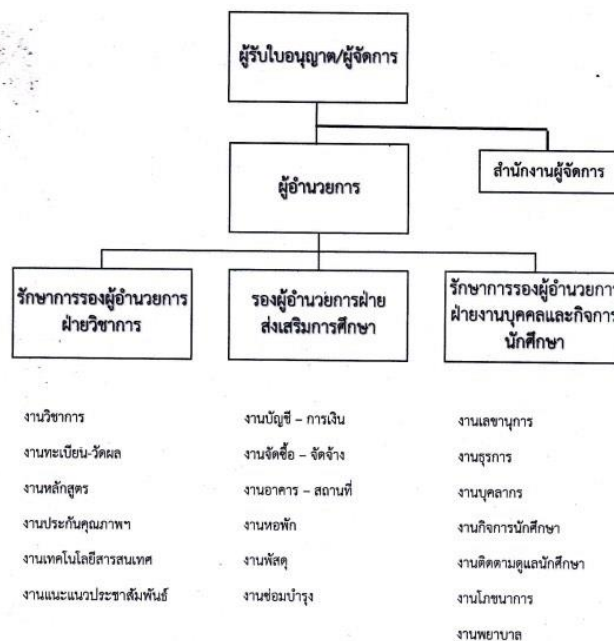 ผู้รับใบอนุญาต/ผู้จัดการ
สำนักงานผู้จัดการ
ผู้อำนวยการ
รักษาการรองผู้อำนวยการ
ฝ่ายวิชาการ
รองผู้อำนวยการฝ่าย
ส่งเสริมการศึกษา
รักษาการรองผู้อำนวยการ
ฝ่ายงานบุคคลและกิจการ
นักศึกษา
งานวิชาการ
งานทะเบียน-วัดผล
งานหลักสูตร
งานประกันคุณภาพฯ
งานเทคโนโลยีสารสนเทศ
งานแนะแนวประชาสัมพันธ์
งานบัญชี – การเงิน
งานจัดซื้อ – จัดจ้าง
งานอาคาร – สถานที่
งานหอพัก
งานพัสดุ
งานซ่อมบำรุง
งานเลขานุการ
งานธุรการ
งานบุคลากร
งานกิจการนักศึกษา
งานติดตามดูแลนักศึกษา
งานโภชนาการ
งานพยาบาล